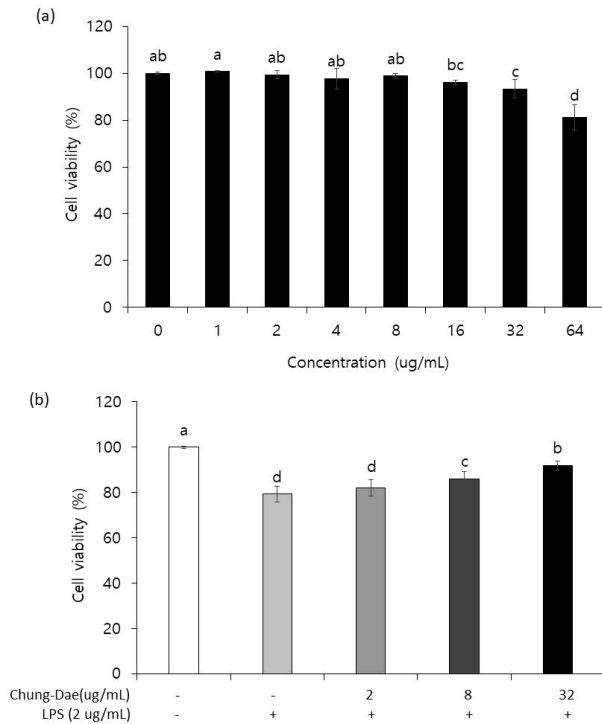 (a)
120
100
80
60
40
20
0
Cell viability (%)
ab a ab ab ab bc c d
0 1 2 4 8 16 32 64
Concentration (ug/mL)
(b)
120
100
80
60
40
20
0
Cell viability (%)
a d d c b
Chung-Dae(ug/mL) - - 2 8 32
LPS (2 ug/mL) - + + + +